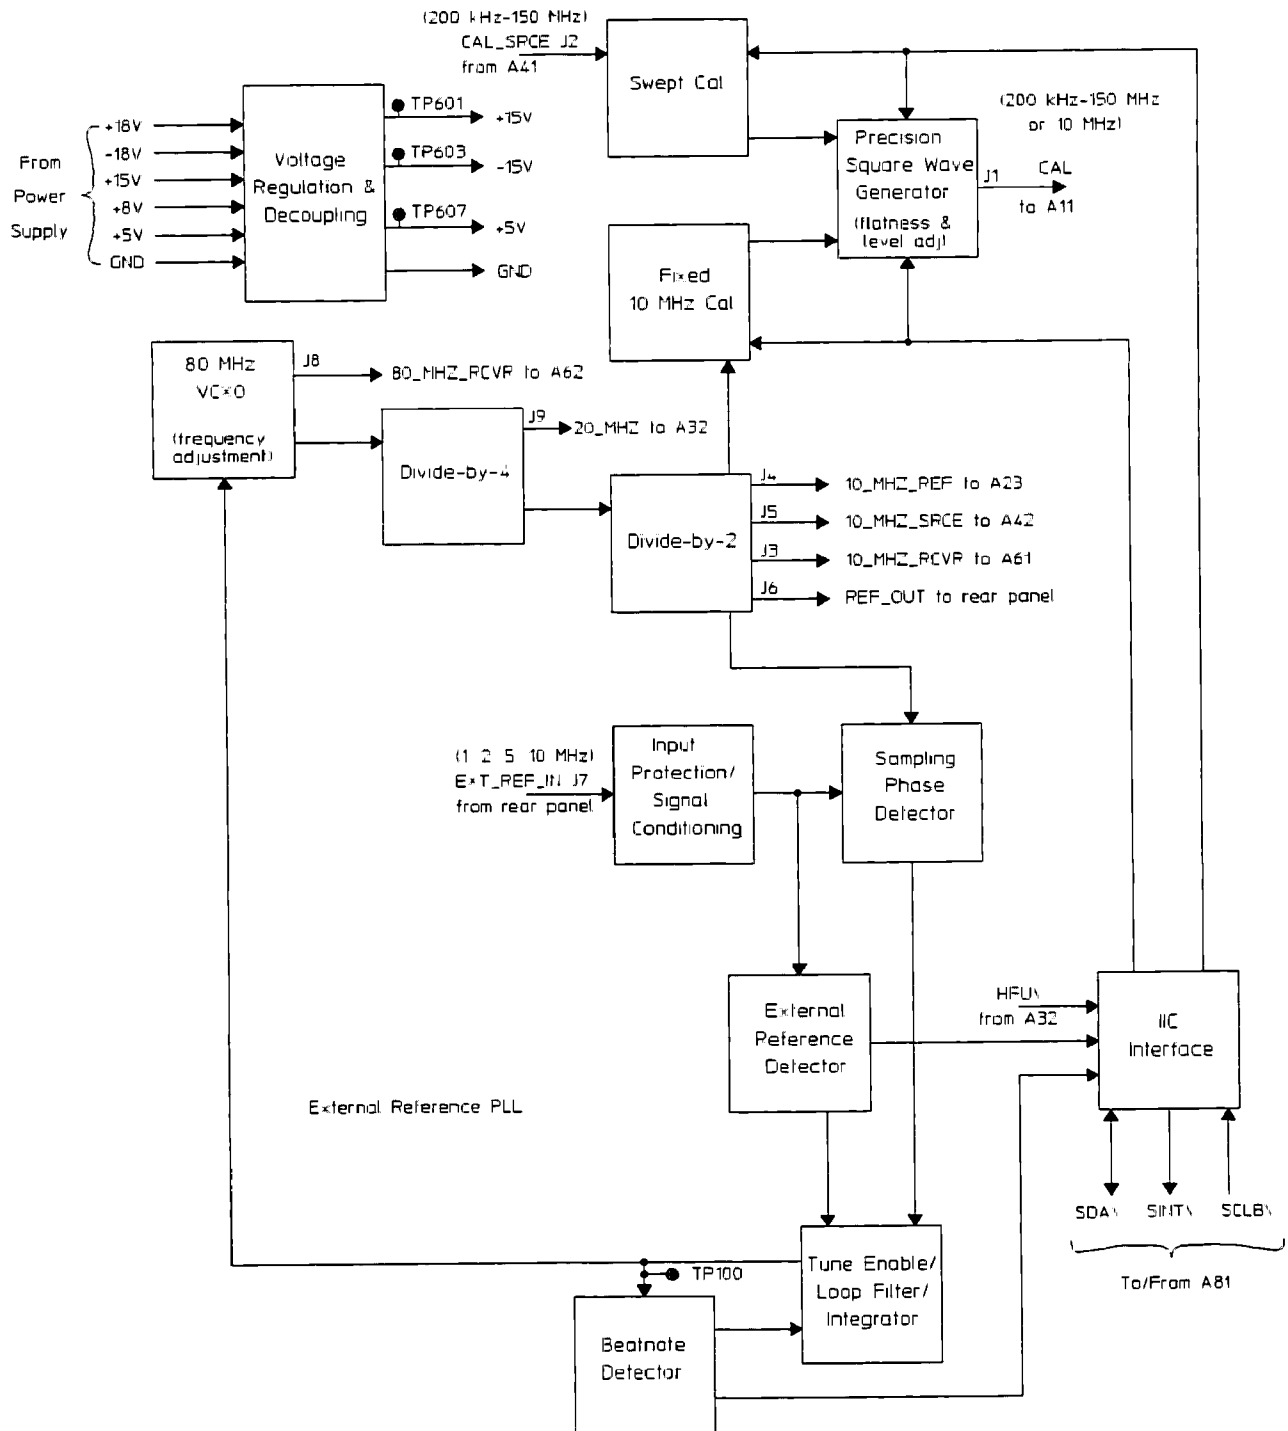 (200 kHz-150 MHz)
CAL_SRCE J2
from A41
Swept Cal
(200 kHz-150 MHz
or 10 MHz)
Precision
Square Wave
Generator
(flatness &
level adj)
J1
CAL
to A11
From
Power
Supply
+18V
-18V
+15V
+8V
+5V
GND
Voltage
Regulation &
Decoupling
TP601
+15V
TP603
-15V
TP607
+5V
GND
Fixed
10 MHz Cal
80 MHz
VCXO
(frequency
adjustment)
J8
80_MHZ_RCVR to A62
Divide-by-4
J9
20_MHZ to A32
Divide-by-2
J4
10_MHZ_REF to A23
J5
10_MHZ_SRCE to A42
J3
10_MHZ_RCVR to A61
J6
REF_OUT to rear panel
(1 2 5 10 MHz)
EXT_REF_IN J7
from rear panel
Input
Protection/
Signal
Conditioning
Sampling
Phase
Detector
External
Reference
Detector
HFU\
from A32
IIC
Interface
External Reference PLL
SDA\
SINT\
SCLB\
To/From A81
TP100
Tune Enable/
Loop Filter/
Integrator
Beatnote
Detector